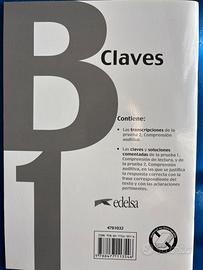 B
Claves
Contiene:
• Las transcripciones de la
prueba 2, Comprensión
auditiva.
• Las claves y soluciones
comentadas de la prueba 1,
Comprensión de lectura, y de
la prueba 2, Comprensión
auditiva, en las que se justifica
la respuesta correcta con la
frase correspondiente del
texto y con las aclaraciones
pertinentes.
1
edelsa
4701032